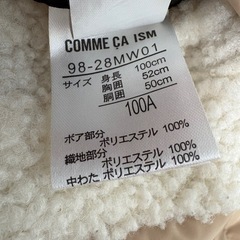 COMME ÇA ISM
98-28MW01
サイズ 身長 100cm
胸囲 52cm
胴囲 50cm
100A
ボア部分
ポリエステル 100%
織地部分
ポリエステル 100%
中わた ポリエステル 100%